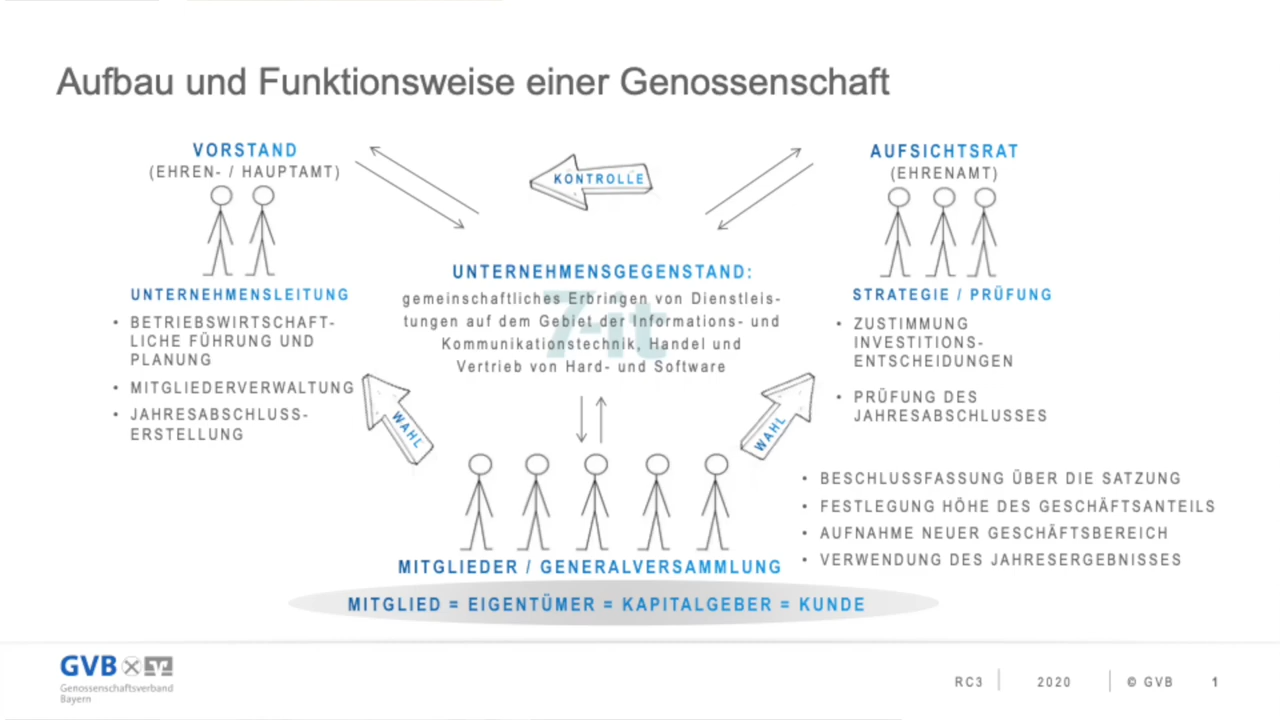 Aufbau und Funktionsweise einer Genossenschaft
VORSTAND
(EHREN- / HAUPTAMT)
KONTROLLE
AUFSICHTSRAT
(EHRENAMT)
UNTERNEHMENSLEITUNG
• BETRIEBSWIRTSCHAFT-
LICHE FÜHRUNG UND
PLANUNG
• MITGLIEDERVERWALTUNG
• JAHRESABSCHLUSS-
ERSTELLUNG
UNTERNEHMENSGEGENSTAND:
gemeinschaftliches Erbringen von Dienstleis-
tungen auf dem Gebiet der Informations- und
Kommunikationstechnik, Handel und
Vertrieb von Hard- und Software
7-it
STRATEGIE / PRÜFUNG
• ZUSTIMMUNG
INVESTITIONS-
ENTSCHEIDUNGEN
• PRÜFUNG DES
JAHRESABSCHLUSSES
WAHL
WAHL
• BESCHLUSSFASSUNG ÜBER DIE SATZUNG
• FESTLEGUNG HÖHE DES GESCHÄFTSANTEILS
• AUFNAHME NEUER GESCHÄFTSBEREICH
• VERWENDUNG DES JAHRESERGEBNISSES
MITGLIEDER / GENERALVERSAMMLUNG
MITGLIED = EIGENTÜMER = KAPITALGEBER = KUNDE
GVB
Genossenschaftsverband
Bayern
RC3
2020
© GVB
1